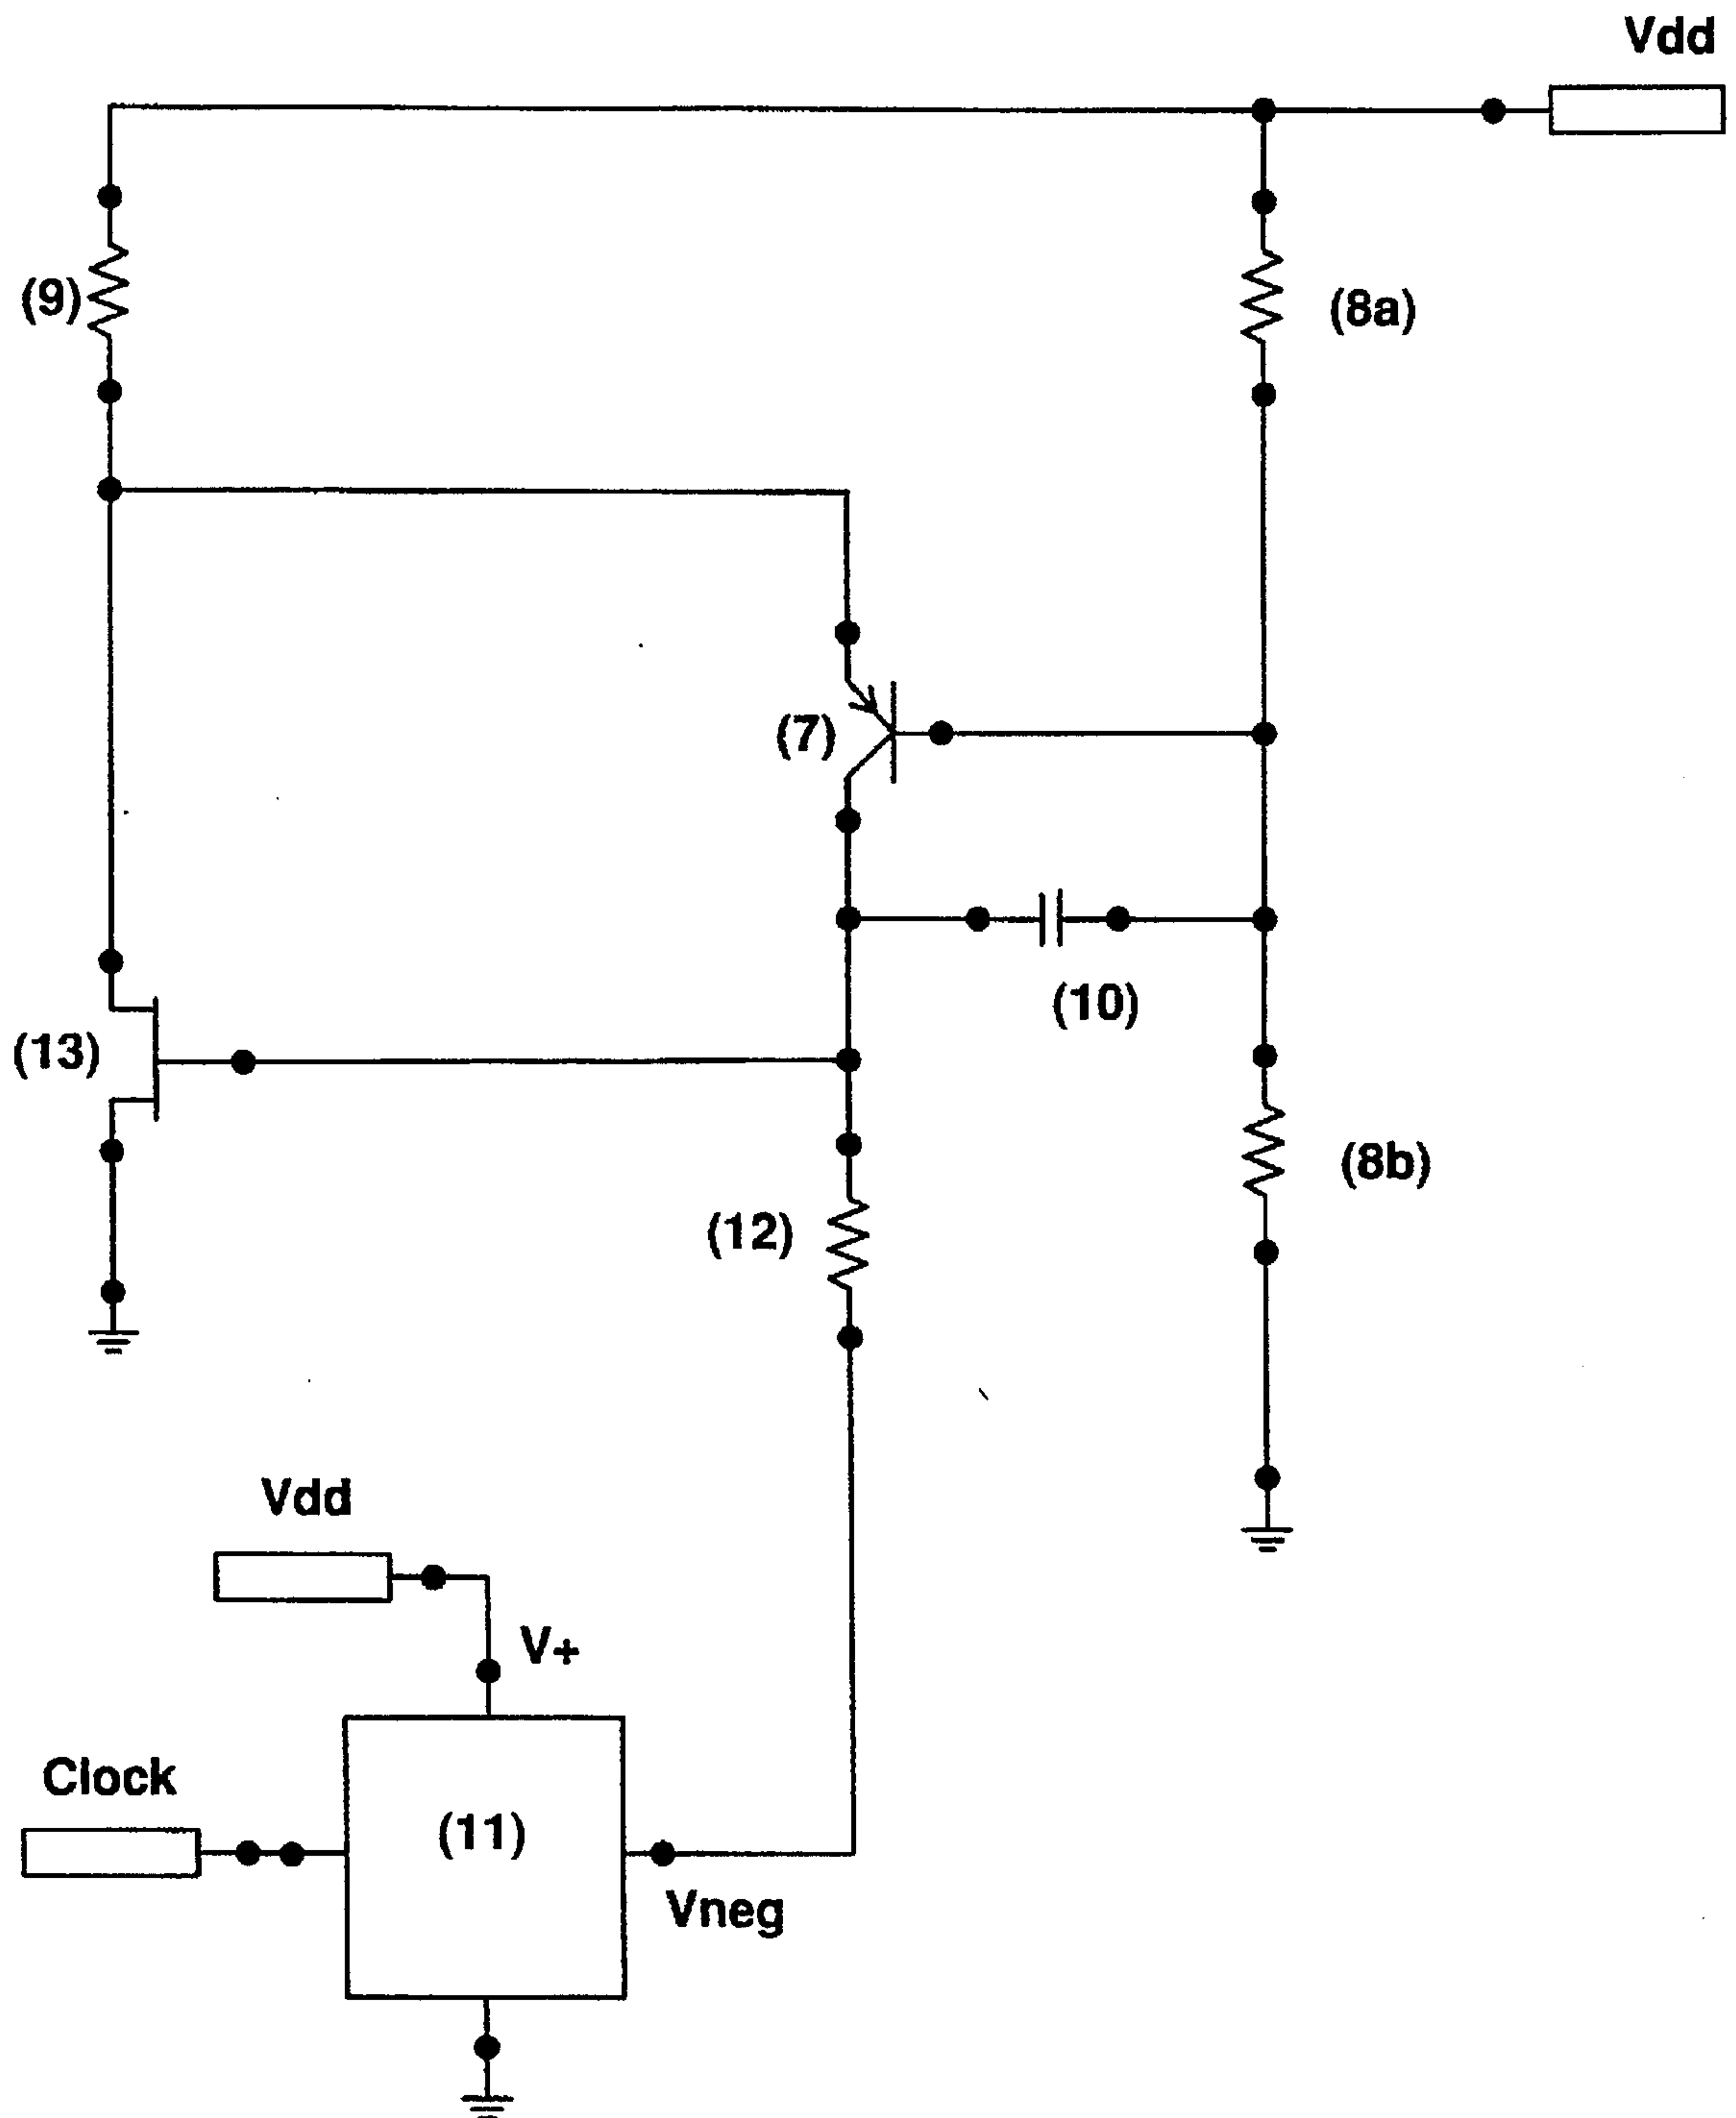 Vdd
(9)
(8a)
(7)
(10)
(13)
(8b)
(12)
Vdd
V+
Clock
(11)
Vneg